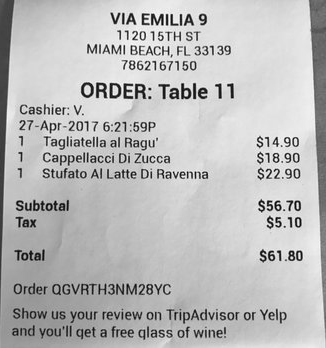 VIA EMILIA 9
1120 15TH ST
MIAMI BEACH, FL 33139
7862167150
ORDER: Table 11
Cashier: V.
27-Apr-2017 6:21:59P
1 Tagliatella al Ragu' $14.90
1 Cappellacci Di Zucca $18.90
1 Stufato Al Latte Di Ravenna $22.90
Subtotal $56.70
Tax $5.10
Total $61.80
Order QGVRTH3NM28YC
Show us your review on TripAdvisor or Yelp
and you'll get a free glass of wine!